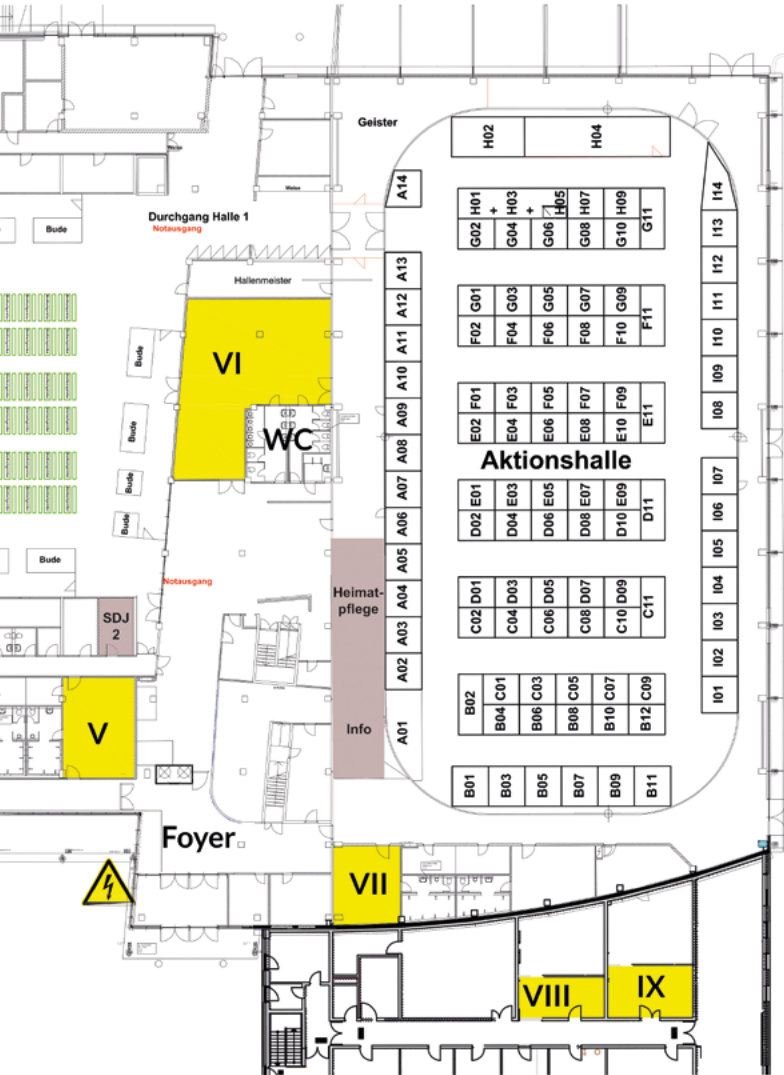 Geister
H02
H04
A14
I14
Weiss
Weiss
H01
+
H03
+
H05
H07
H09
G11
G02
G04
G06
G08
G10
I13
Durchgang Halle 1
Notausgang
Bude
Hallenmeister
A13
I12
A12
G01
G03
G05
G07
G09
F11
I11
F02
F04
F06
F08
F10
A11
I10
Bude
VI
A10
I09
A09
F01
F03
F05
F07
F09
E11
I08
E02
E04
E06
E08
E10
Bude
WC
A08
Aktionshalle
I07
A07
Bude
E01
E03
E05
E07
E09
D11
I06
D02
D04
D06
D08
D10
A06
Bude
I05
Bude
A05
Notausgang
Heimat-
pflege
A04
D01
D03
D05
D07
D09
C11
I04
C02
C04
C06
C08
C10
SDJ
2
A03
I03
A02
I02
B02
C01
C03
C05
C07
C09
I01
B04
B06
B08
B10
B12
V
Info
A01
B01
B03
B05
B07
B09
B11
Foyer
VII
VIII
IX